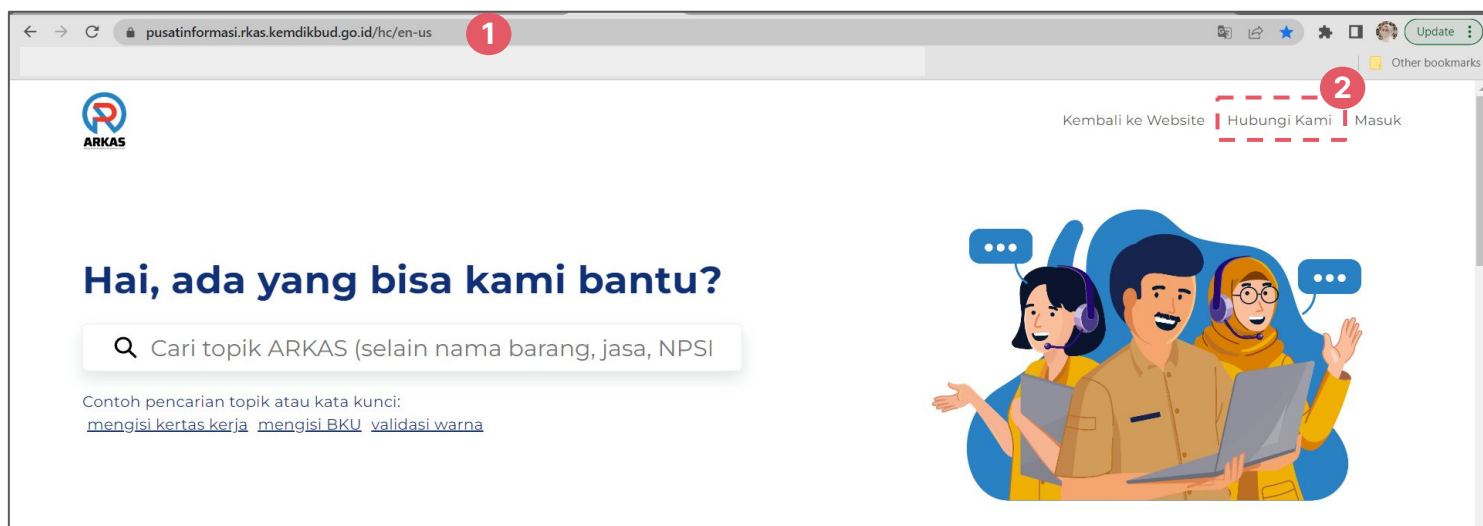 pusatinformasi.rkas.kemdikbud.go.id/hc/en-us
1
Update
Other bookmarks
ARKAS
2
Kembali ke Website Hubungi Kami Masuk
Hai, ada yang bisa kami bantu?
Cari topik ARKAS (selain nama barang, jasa, NPSI
Contoh pencarian topik atau kata kunci:
mengisi kertas kerja mengisi BKU validasi warna